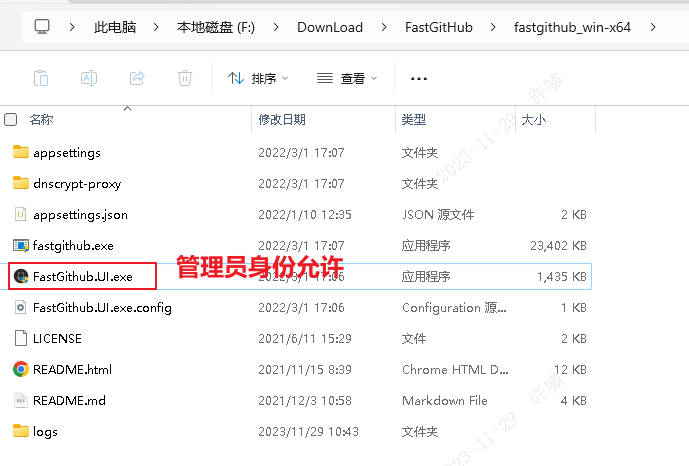 此电脑 本地磁盘 (F:) DownLoad FastGitHub fastgithub_win-x64
排序 查看
名称 修改日期 类型 大小
appsettings 2022/3/1 17:07 文件夹
dnscrypt-proxy 2022/3/1 17:07 文件夹
appsettings.json 2022/1/10 12:35 JSON 源文件 2 KB
fastgithub.exe 2022/3/1 17:07 应用程序 23,402 KB
FastGithub.UI.exe 2022/3/1 17:06 应用程序 1,435 KB
管理员身份允许
FastGithub.UI.exe.config 2022/3/1 17:06 Configuration 源... 1 KB
LICENSE 2021/6/11 15:29 文件 2 KB
README.html 2021/11/15 8:39 Chrome HTML D... 12 KB
README.md 2021/12/3 10:58 Markdown File 4 KB
logs 2023/11/29 10:43 文件夹
2023-11-29 许骕
2023-11-29 许骕